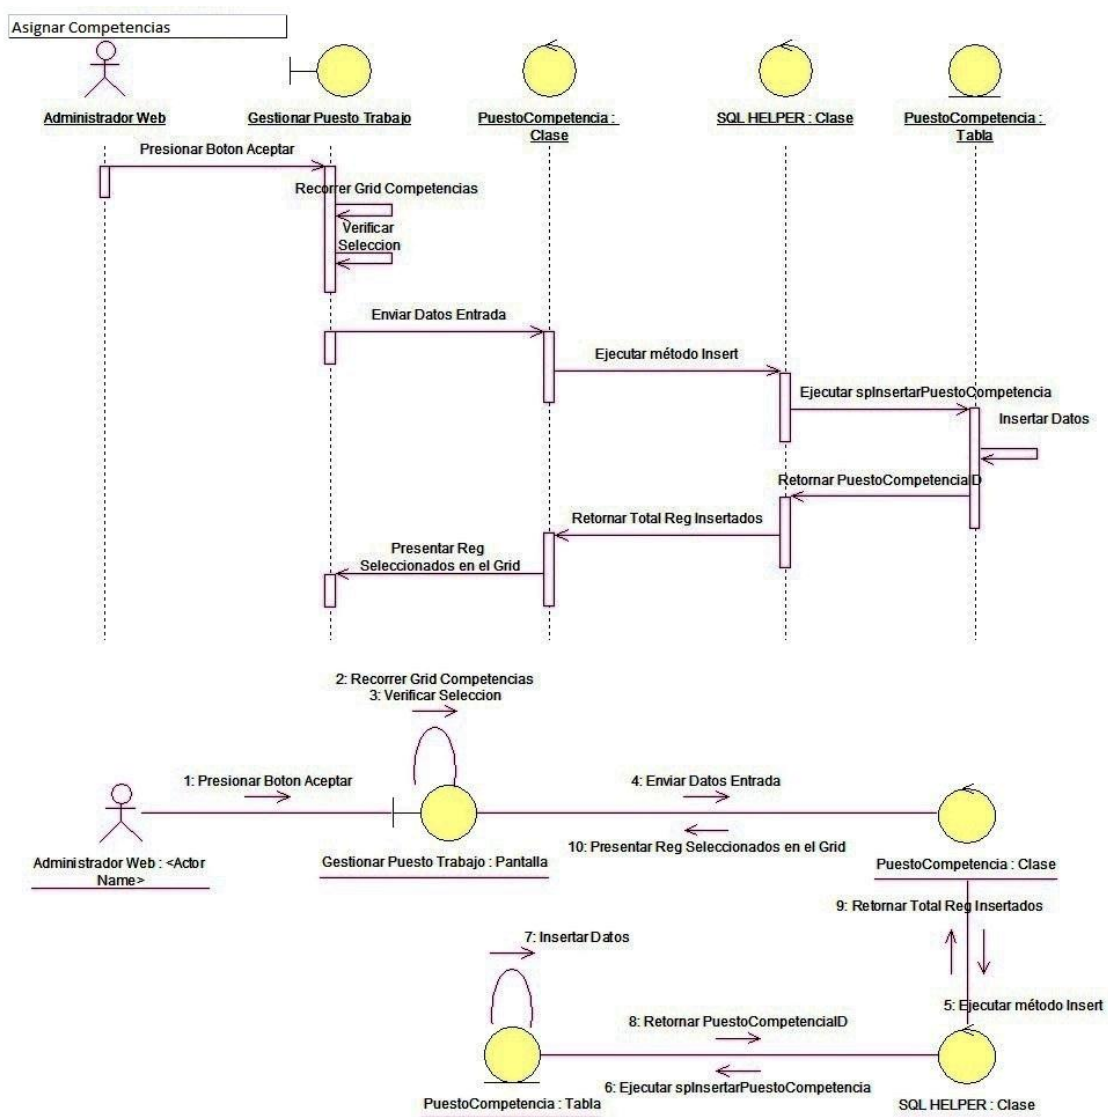 Asignar Competencias
Administrador Web
Gestionar Puesto Trabajo
PuestoCompetencia :
Clase
SQL HELPER : Clase
PuestoCompetencia :
Tabla
Presionar Boton Aceptar
Recorrer Grid Competencias
Verificar
Seleccion
Enviar Datos Entrada
Ejecutar método Insert
Ejecutar spInsertarPuestoCompetencia
Insertar Datos
Retornar PuestoCompetenciaID
Retornar Total Reg Insertados
Presentar Reg
Seleccionados en el Grid
2: Recorrer Grid Competencias
3: Verificar Seleccion
1: Presionar Boton Aceptar
4: Enviar Datos Entrada
10: Presentar Reg Seleccionados en el Grid
Administrador Web : <Actor
Name>
Gestionar Puesto Trabajo : Pantalla
PuestoCompetencia : Clase
9: Retornar Total Reg Insertados
7: Insertar Datos
5: Ejecutar método Insert
8: Retornar PuestoCompetenciaID
6: Ejecutar spInsertarPuestoCompetencia
PuestoCompetencia : Tabla
SQL HELPER : Clase